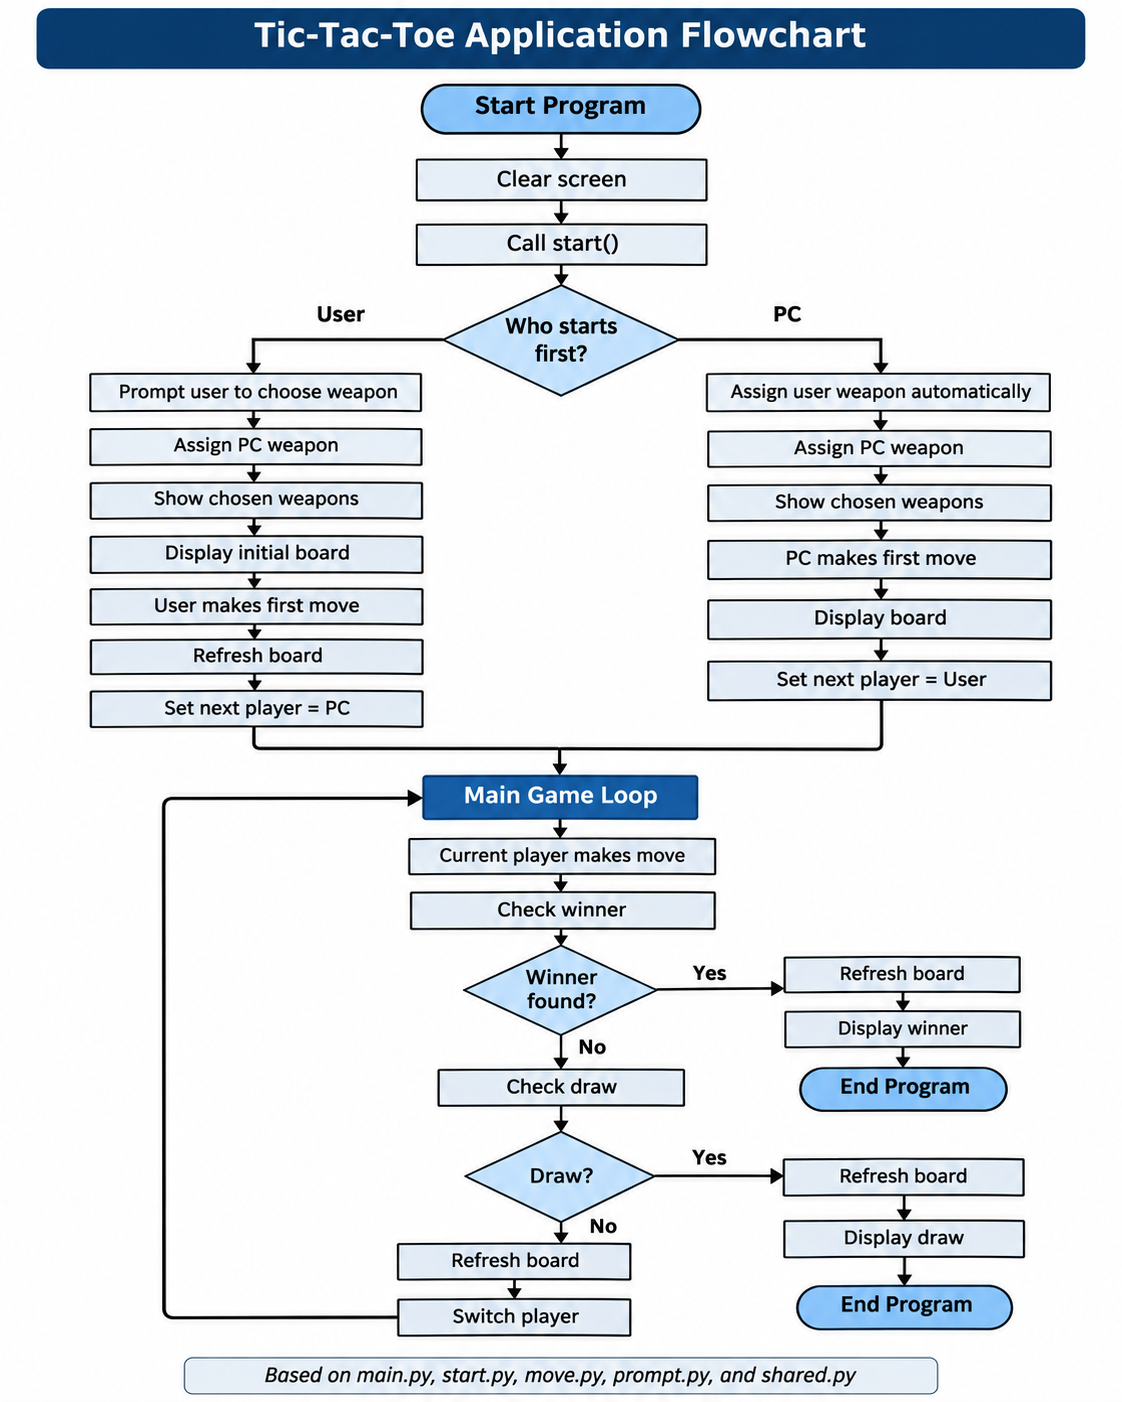 Tic-Tac-Toe Application Flowchart
Start Program
Clear screen
Call start()
Who starts
first?
User
PC
Prompt user to choose weapon
Assign PC weapon
Show chosen weapons
Display initial board
User makes first move
Refresh board
Set next player = PC
Assign user weapon automatically
Assign PC weapon
Show chosen weapons
PC makes first move
Display board
Set next player = User
Main Game Loop
Current player makes move
Check winner
Winner
found?
Yes
Refresh board
Display winner
End Program
No
Check draw
Draw?
Yes
Refresh board
Display draw
End Program
No
Refresh board
Switch player
Based on main.py, start.py, move.py, prompt.py, and shared.py